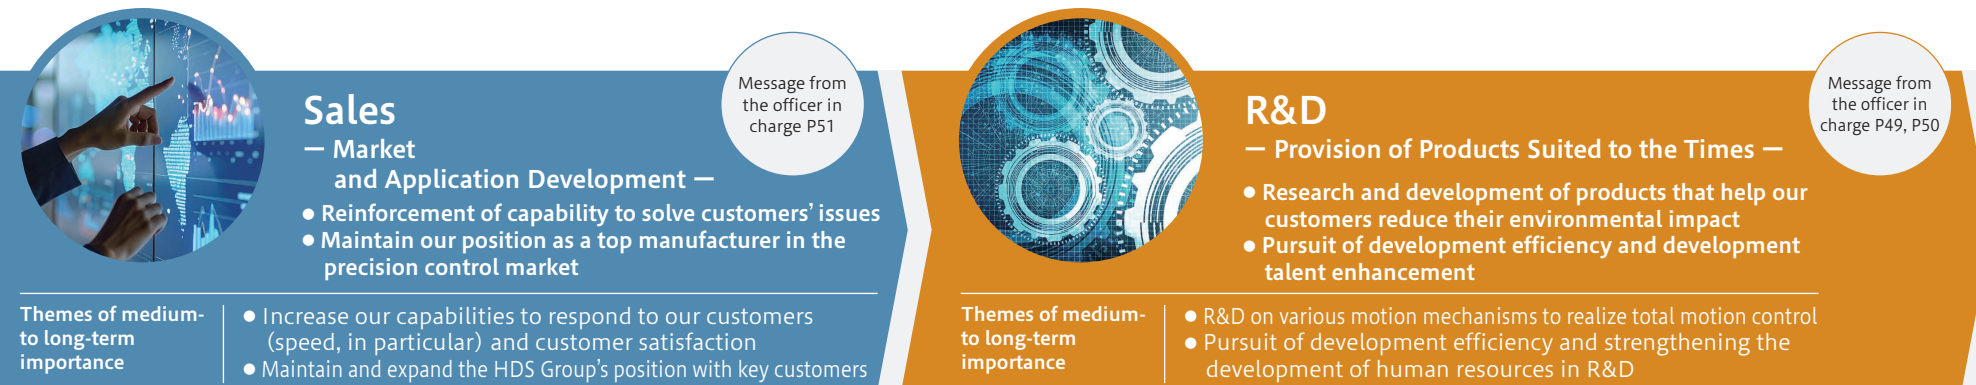 Message from
the officer in
charge P51
Sales
— Market
and Application Development —
● Reinforcement of capability to solve customers' issues
● Maintain our position as a top manufacturer in the
precision control market
Themes of medium-
to long-term
importance
● Increase our capabilities to respond to our customers
(speed, in particular) and customer satisfaction
● Maintain and expand the HDS Group's position with key customers
Message from
the officer in
charge P49, P50
R&D
— Provision of Products Suited to the Times —
● Research and development of products that help our
customers reduce their environmental impact
● Pursuit of development efficiency and development
talent enhancement
Themes of medium-
to long-term
importance
● R&D on various motion mechanisms to realize total motion control
● Pursuit of development efficiency and strengthening the
development of human resources in R&D